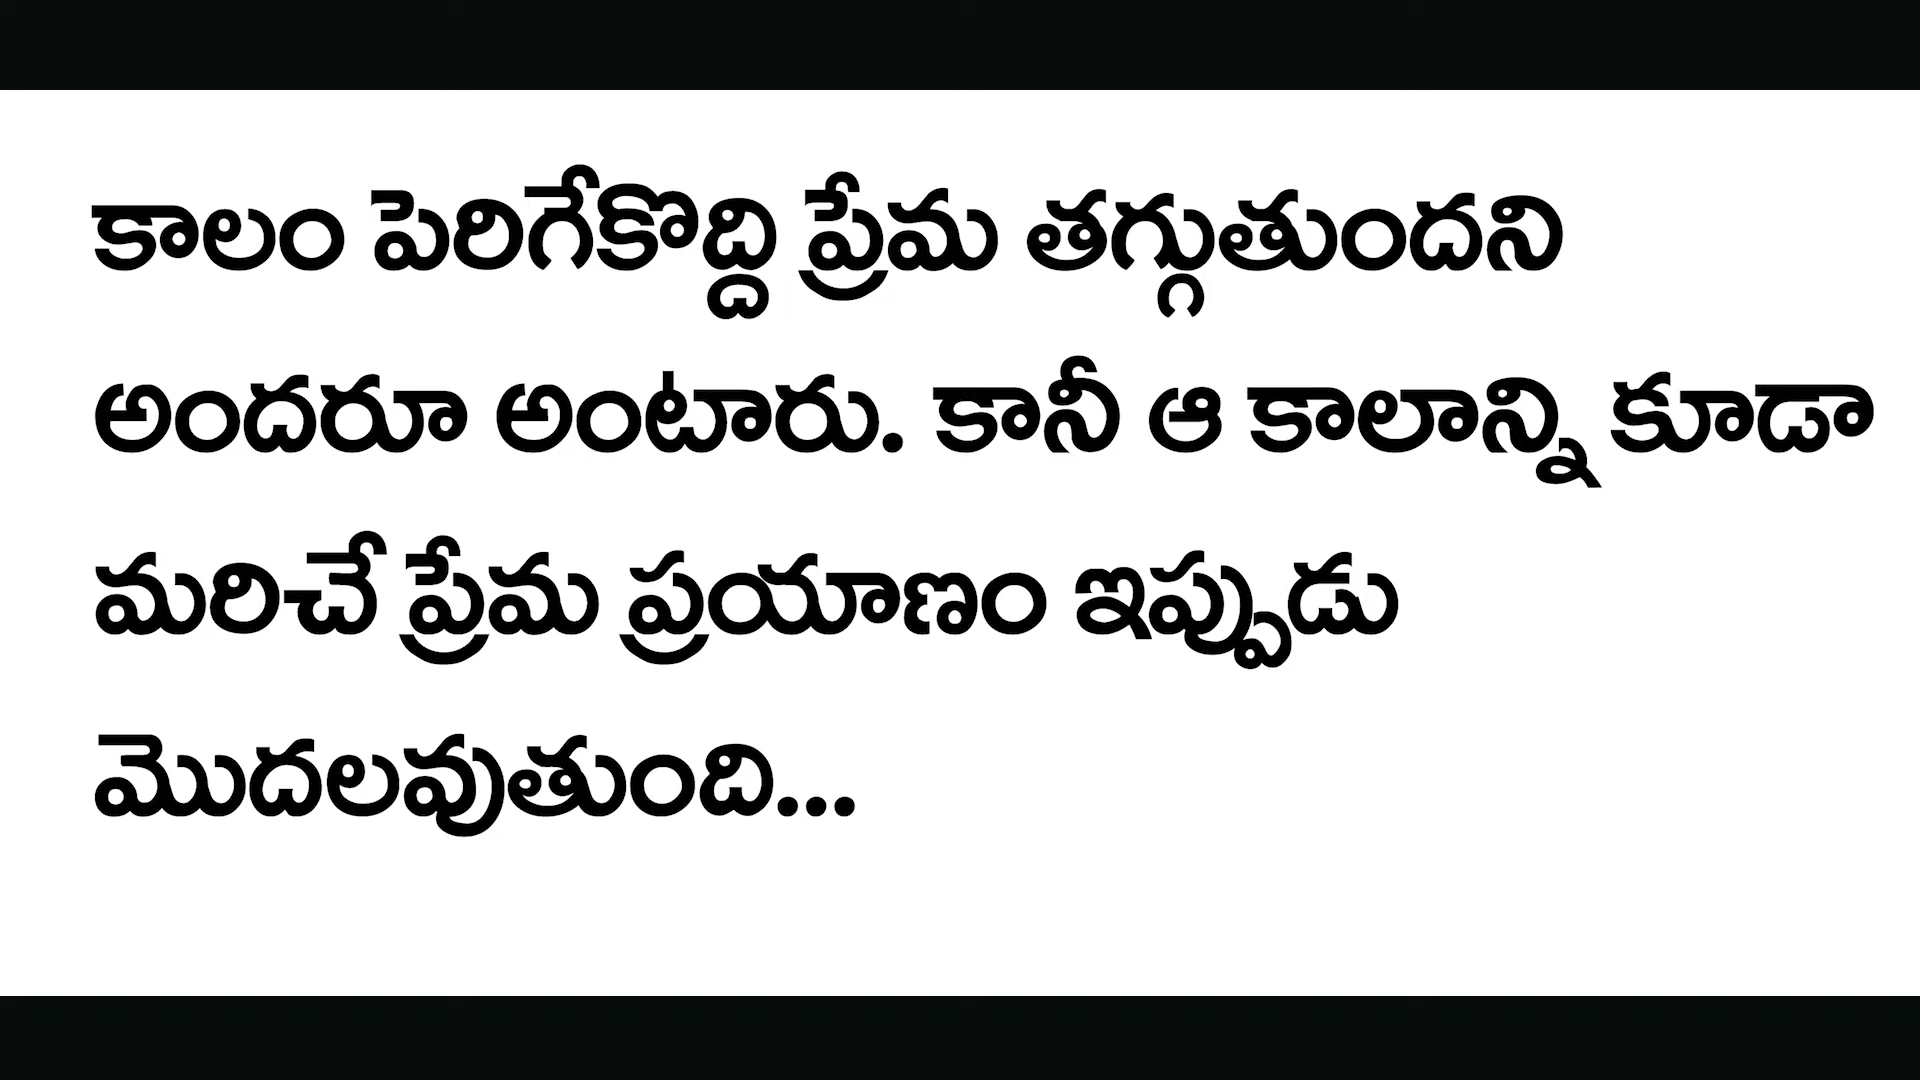 కాలం పెరిగేకొద్ది ప్రేమ తగ్గుతుందని
అందరూ అంటారు. కానీ ఆ కాలాన్ని కూడా
మరిచే ప్రేమ ప్రయాణం ఇప్పుడు
మొదలవుతుంది...